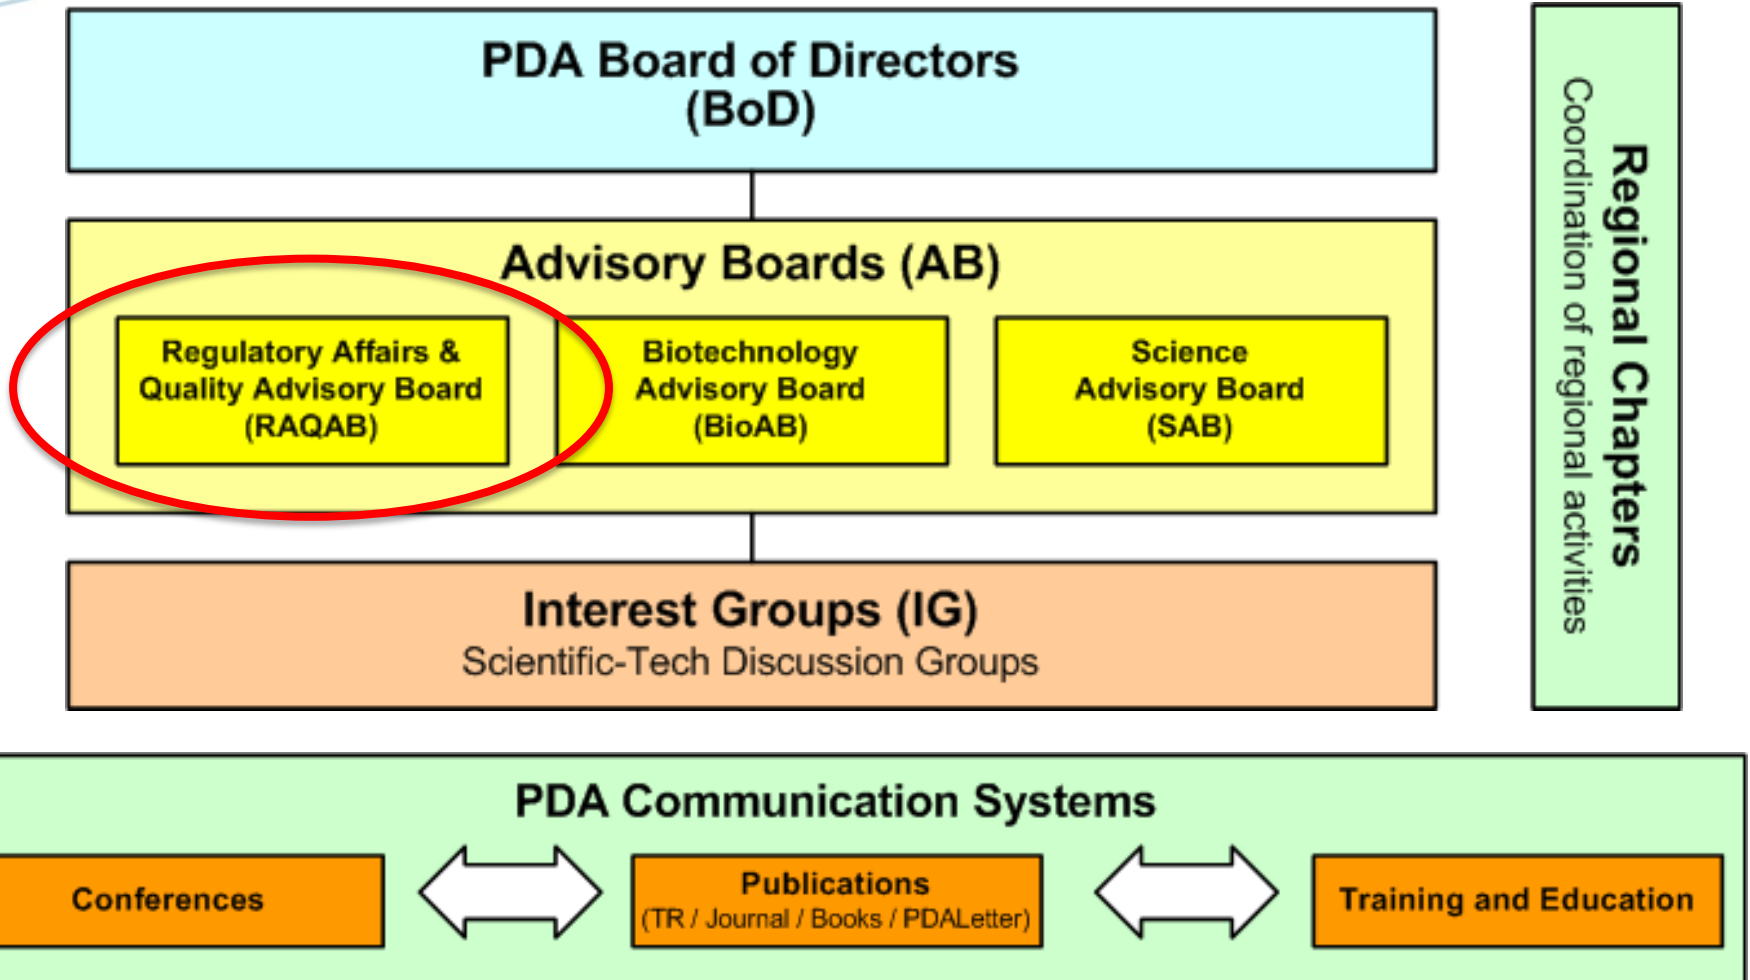 PDA Board of Directors
(BoD)
Advisory Boards (AB)
Regulatory Affairs &
Quality Advisory Board
(RAQAB)
Biotechnology
Advisory Board
(BioAB)
Science
Advisory Board
(SAB)
Interest Groups (IG)
Scientific-Tech Discussion Groups
Regional Chapters
Coordination of regional activities
PDA Communication Systems
Conferences
Publications
(TR / Journal / Books / PDALetter)
Training and Education